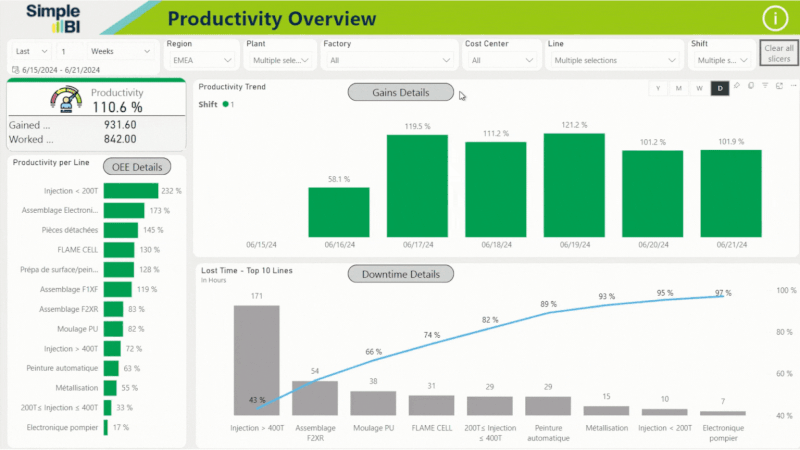 Simple
BI
Productivity Overview
i
Last 1 Weeks
6/15/2024 - 6/21/2024
Region
EMEA
Plant
Multiple sele...
Factory
All
Cost Center
All
Line
Multiple selections
Shift
Multiple s...
Clear all
slicers
Productivity
110.6 %
Gained ... 931.60
Worked ... 842.00
Productivity per Line
OEE Details
Injection < 200T 232 %
Assemblage Electroni... 173 %
Pièces détachées 145 %
FLAME CELL 130 %
Prépa de surface/pein... 128 %
Assemblage F1XF 119 %
Assemblage F2XR 83 %
Moulage PU 82 %
Injection > 400T 72 %
Peinture automatique 63 %
Métallisation 55 %
200T≤ Injection ≤ 400T 33 %
Electronique pompier 17 %
Productivity Trend
Gains Details
Y M W D
Shift 1
58.1 % 119.5 % 111.2 % 121.2 % 101.2 % 101.9 %
06/15/24 06/16/24 06/17/24 06/18/24 06/19/24 06/20/24 06/21/24
Lost Time - Top 10 Lines
In Hours
Downtime Details
171 54 38 31 29 29 15 10 7
43 % 54 % 66 % 74 % 82 % 89 % 93 % 95 % 97 %
100 %
80 %
60 %
40 %
Injection > 400T
Assemblage
F2XR
Moulage PU
FLAME CELL
200T≤ Injection
≤ 400T
Peinture
automatique
Métallisation
Injection < 200T
Electronique
pompier